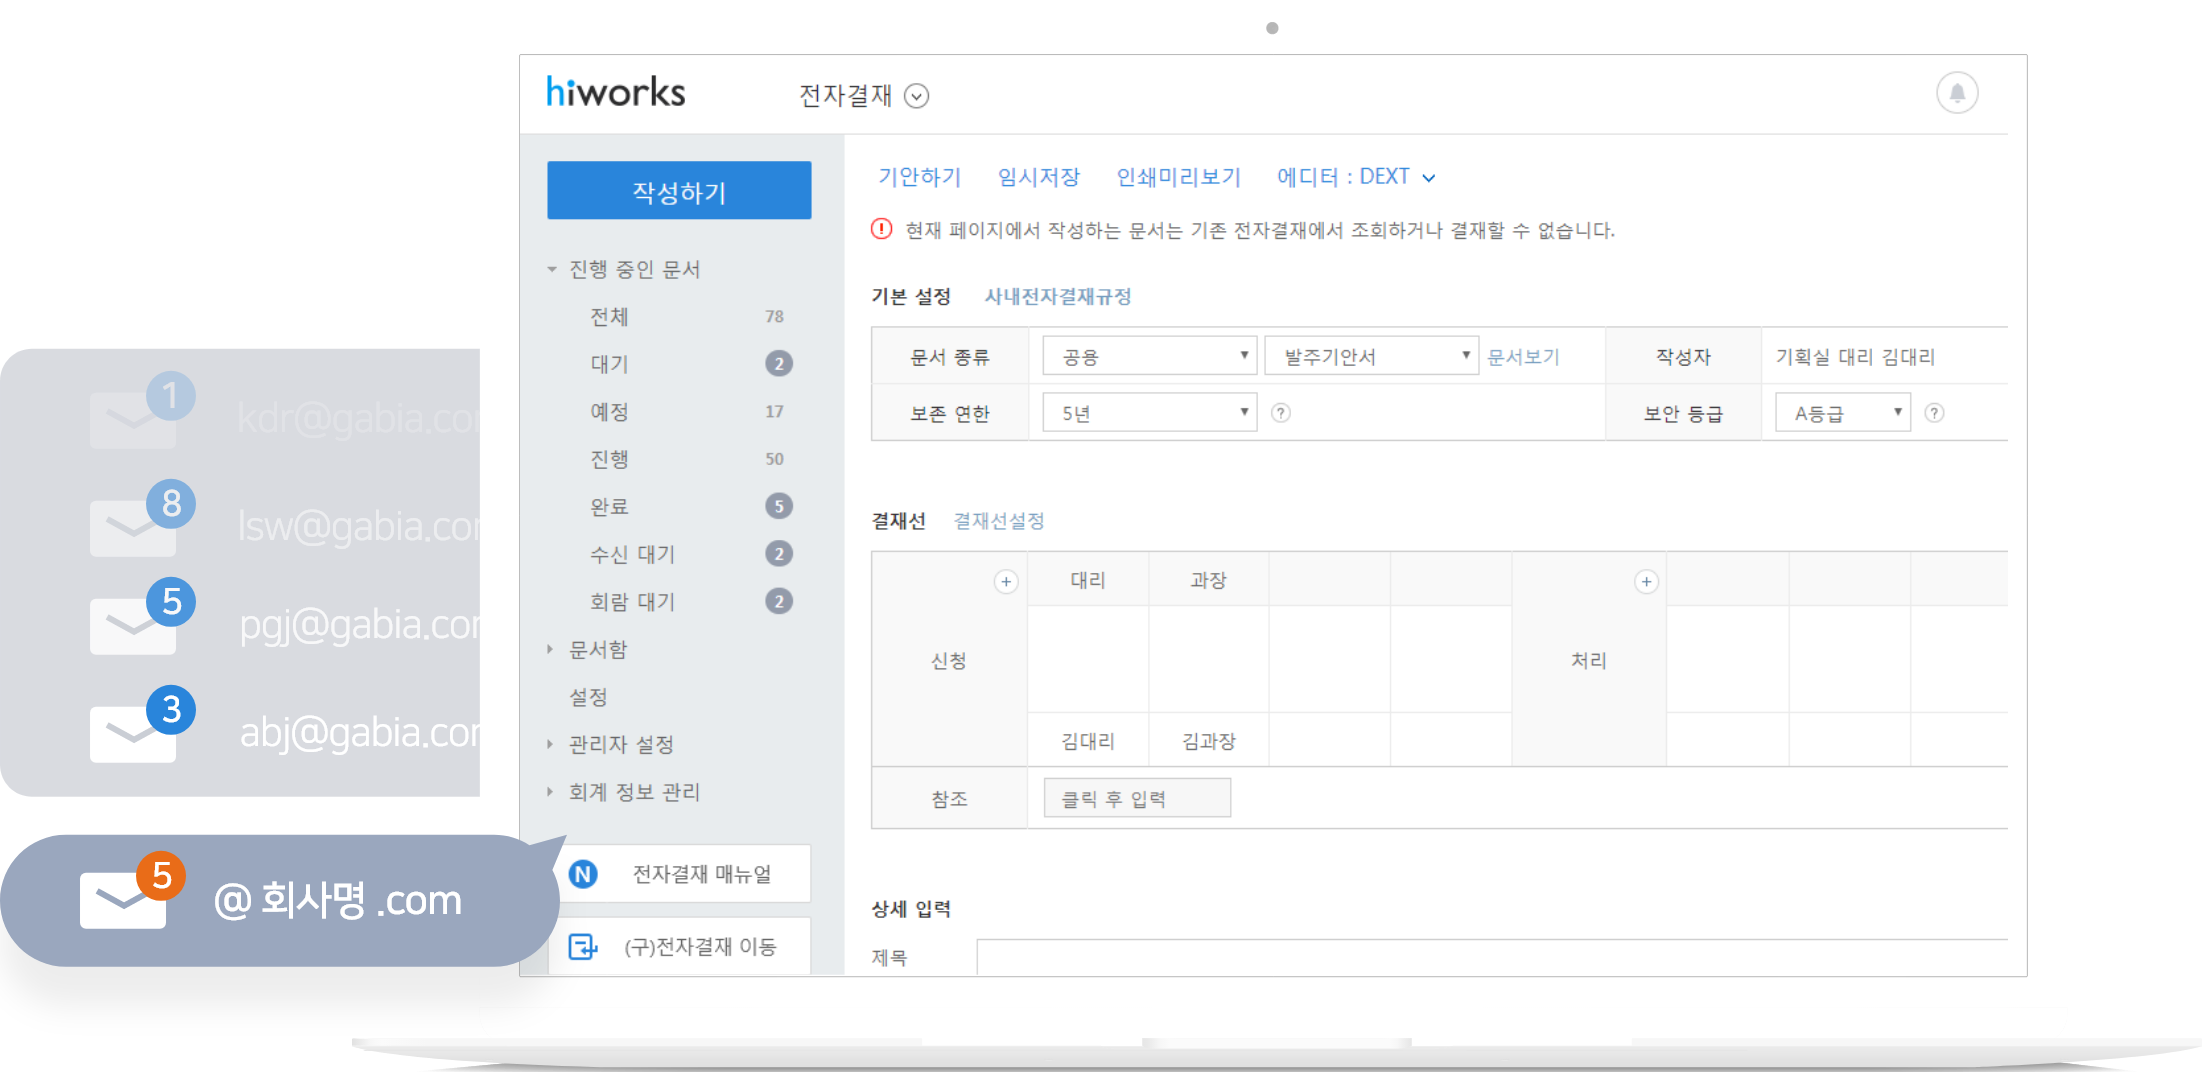 hiworks 전자결재
작성하기
진행 중인 문서
전체 78
대기 2
예정 17
진행 50
완료 5
수신 대기 2
회람 대기 2
문서함
설정
관리자 설정
회계 정보 관리
N 전자결재 매뉴얼
(구)전자결재 이동
기안하기 임시저장 인쇄미리보기 에디터 : DEXT
현재 페이지에서 작성하는 문서는 기존 전자결재에서 조회하거나 결재할 수 없습니다.
기본 설정 사내전자결재규정
문서 종류 공용 발주기안서 문서보기 작성자 기획실 대리 김대리
보존 연한 5년 ? 보안 등급 A등급 ?
결재선 결재선설정
+ 대리 과장 +
신청 처리
김대리 김과장
참조 클릭 후 입력
상세 입력
제목
1 kdr@gabia.com
8 lsw@gabia.com
5 pgj@gabia.com
3 abj@gabia.com
5 @ 회사명 .com